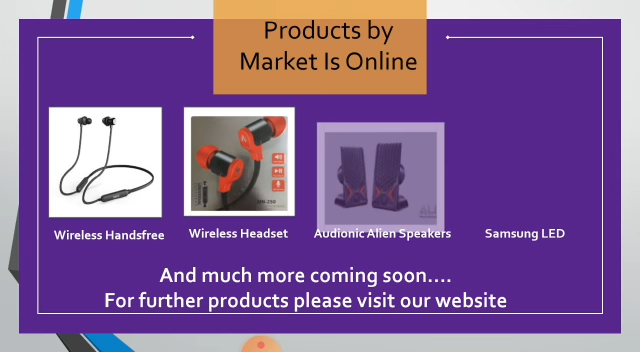 Products by
Market Is Online
Wireless Handsfree
Wireless Headset
Audionic Alien Speakers
Samsung LED
And much more coming soon....
For further products please visit our website